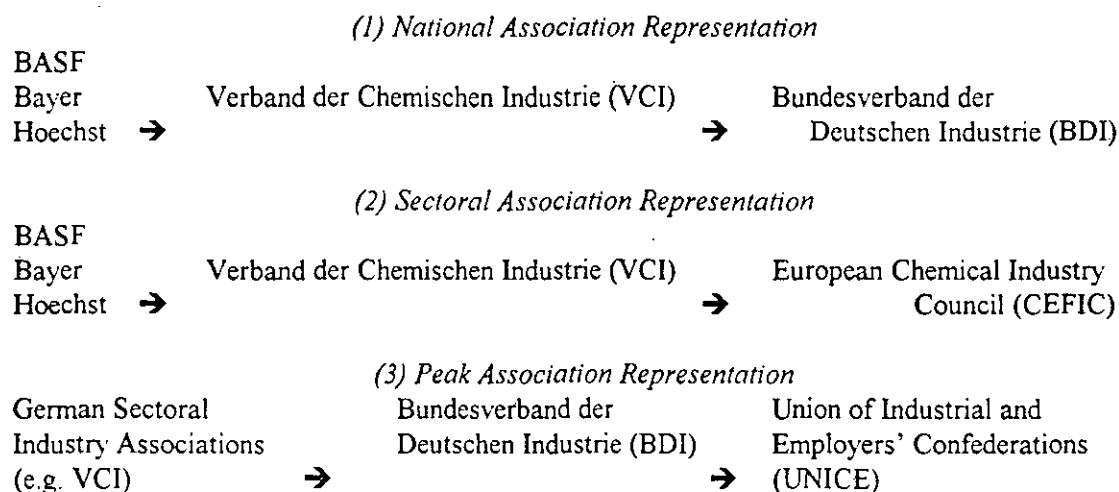 (1) National Association Representation
BASF
Bayer Verband der Chemischen Industrie (VCI) Bundesverband der
Hoechst → → Deutschen Industrie (BDI)
(2) Sectoral Association Representation
BASF
Bayer Verband der Chemischen Industrie (VCI) European Chemical Industry
Hoechst → → Council (CEFIC)
(3) Peak Association Representation
German Sectoral Bundesverband der Union of Industrial and
Industry Associations Deutschen Industrie (BDI) Employers' Confederations
(e.g. VCI) → → (UNICE)